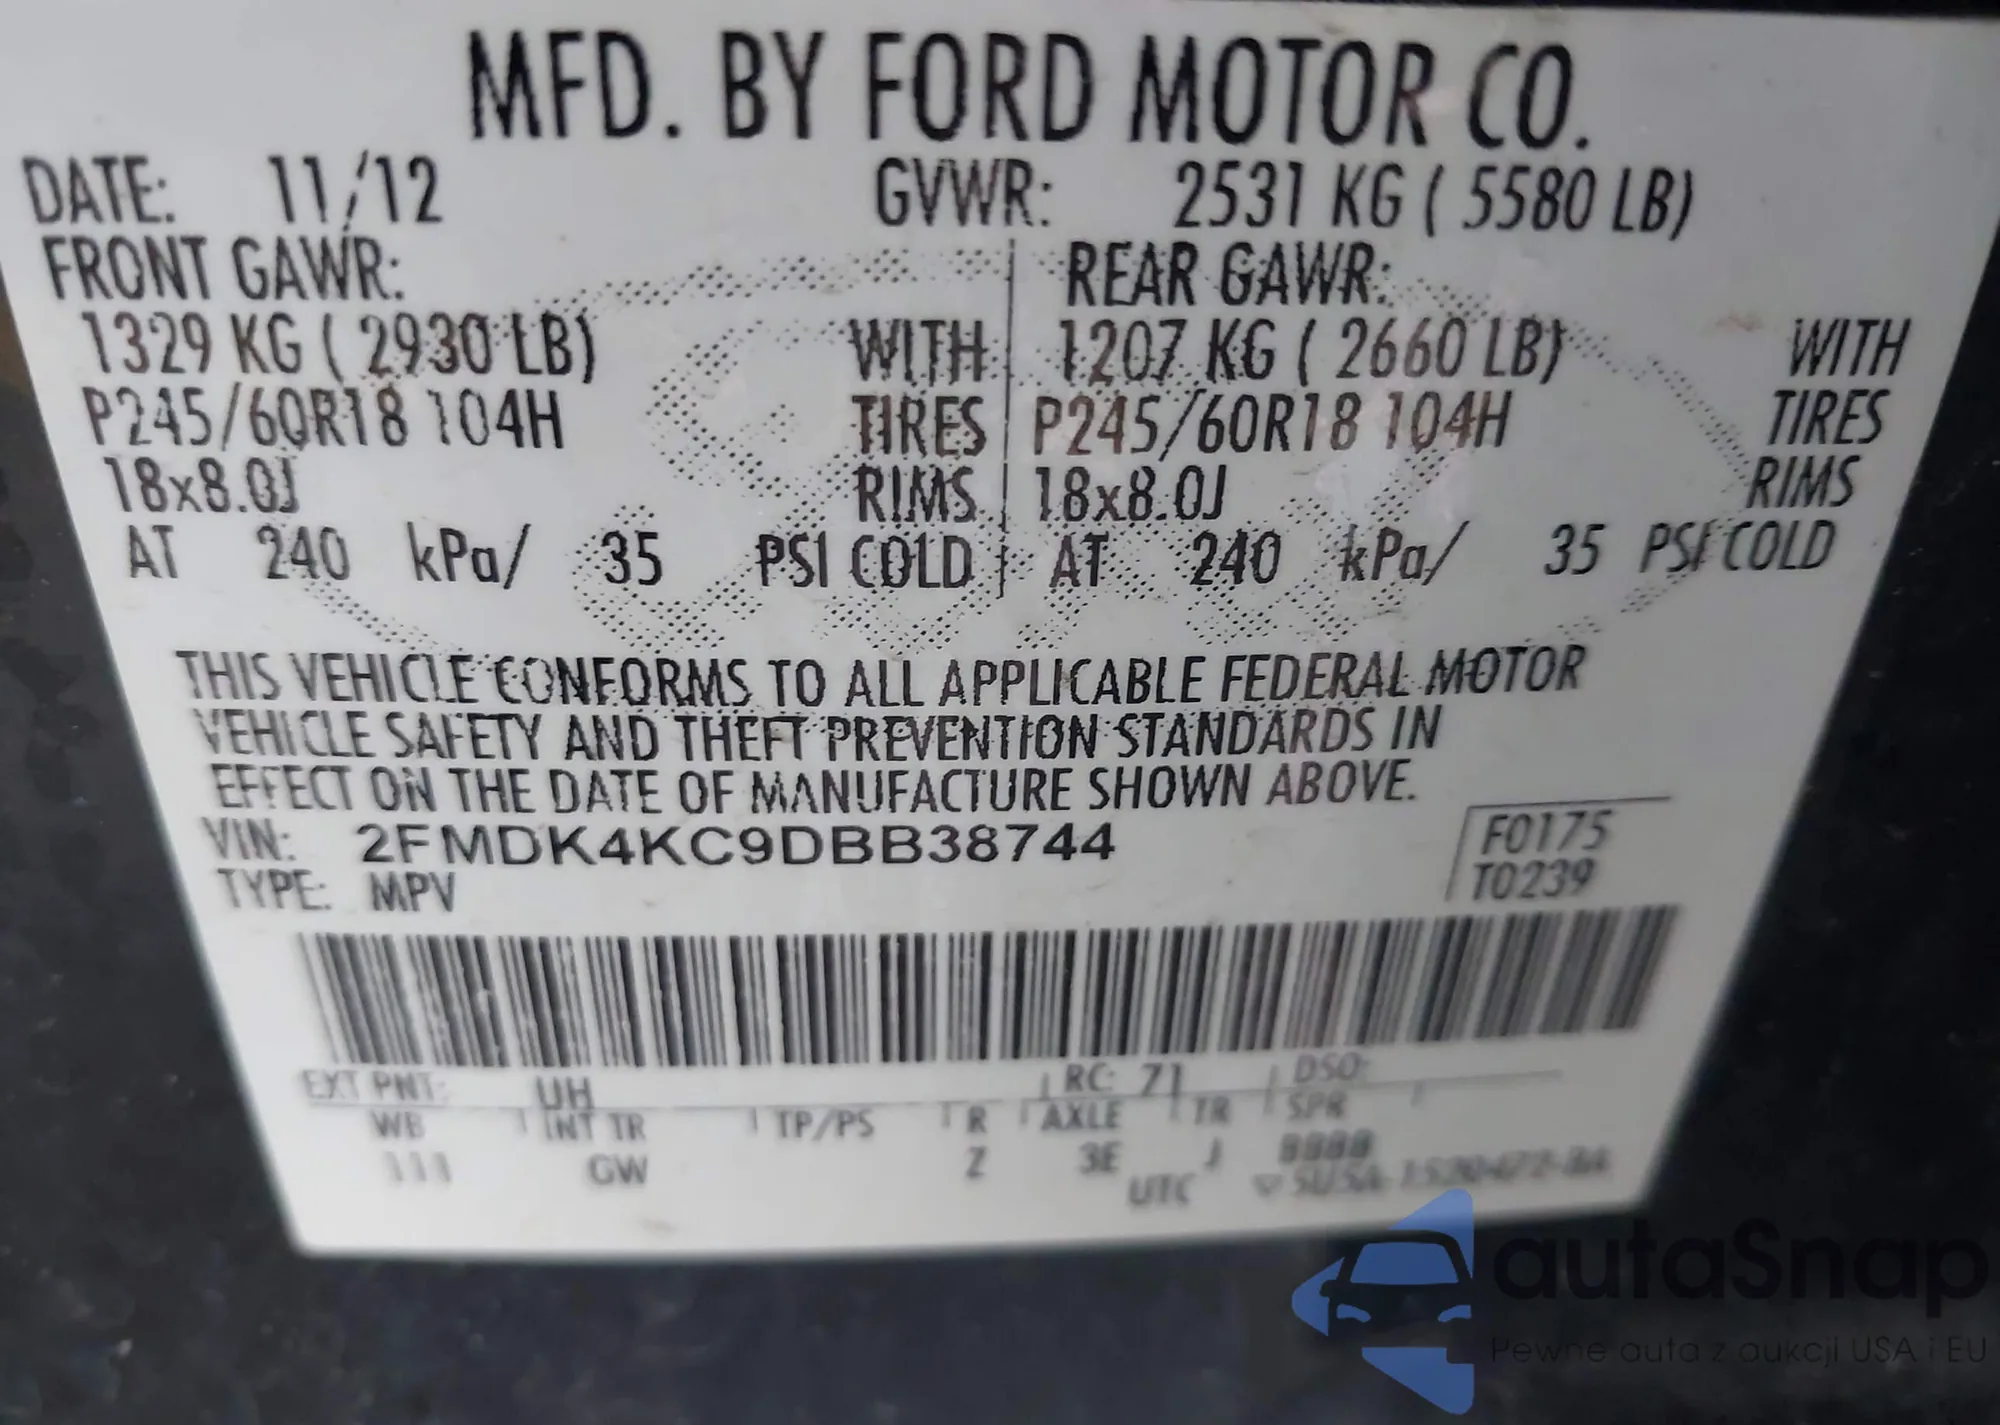 MFD. BY FORD MOTOR CO.
DATE: 11/12 GVWR: 2531 KG ( 5580 LB)
FRONT GAWR: REAR GAWR:
1329 KG ( 2930 LB) WITH 1207 KG ( 2660 LB) WITH
P245/60R18 104H TIRES P245/60R18 104H TIRES
18x8.0J RIMS 18x8.0J RIMS
AT 240 kPa/ 35 PSI COLD AT 240 kPa/ 35 PSI COLD
THIS VEHICLE CONFORMS TO ALL APPLICABLE FEDERAL MOTOR
VEHICLE SAFETY AND THEFT PREVENTION STANDARDS IN
EFFECT ON THE DATE OF MANUFACTURE SHOWN ABOVE.
VIN: 2FMDK4KC9DBB38744 F0175
TYPE: MPV T0239
EXT PNT: UH RC: 71 DSO:
WB INT TR TP/PS R AXLE TR SPR
111 GW Z 3E J
UTC
autaSnap
Pewne auta z aukcji USA i EU